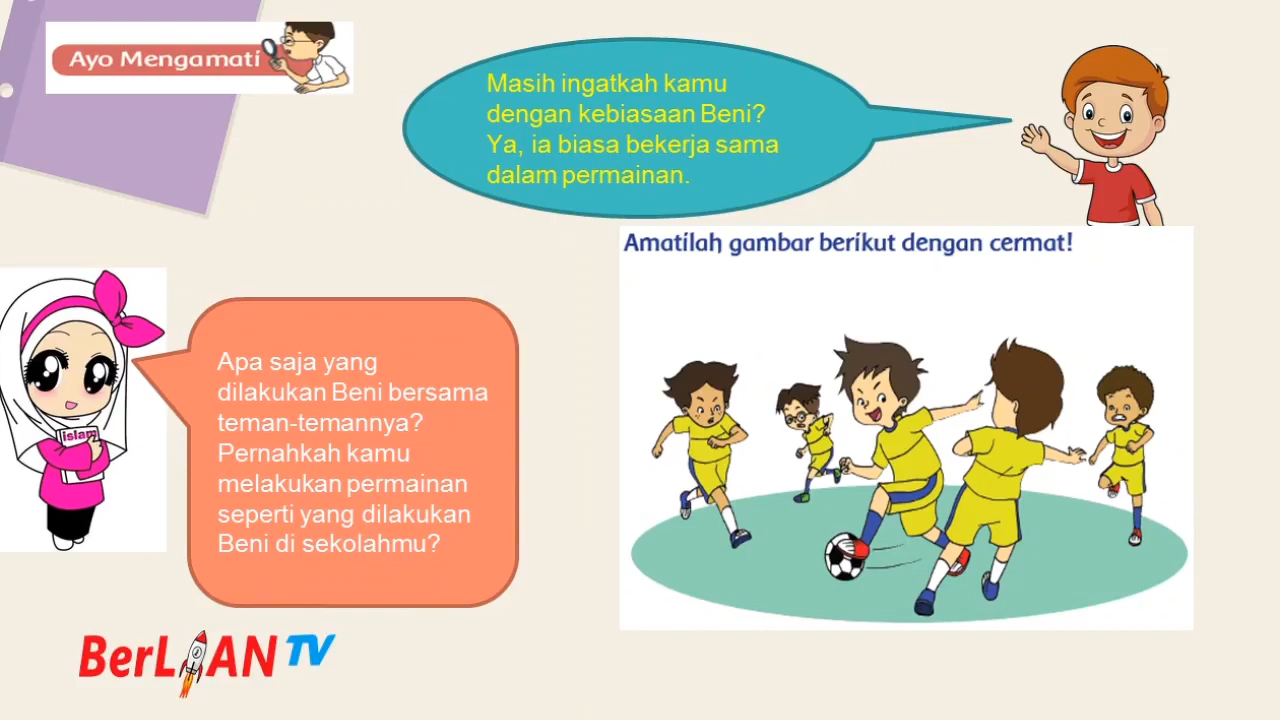 Ayo Mengamati
Masih ingatkah kamu
dengan kebiasaan Beni?
Ya, ia biasa bekerja sama
dalam permainan.
Amatilah gambar berikut dengan cermat!
Apa saja yang
dilakukan Beni bersama
teman-temannya?
Pernahkah kamu
melakukan permainan
seperti yang dilakukan
Beni di sekolahmu?
islam
BerLIAN TV